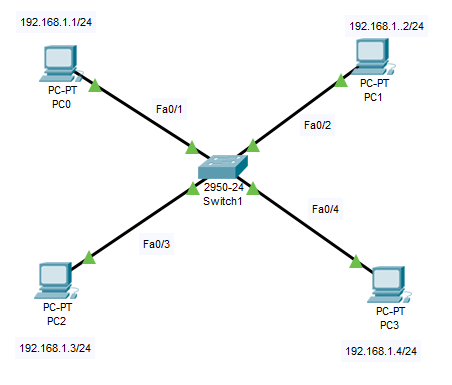 192.168.1.1/24
192.168.1..2/24
PC-PT
PC0
PC-PT
PC1
Fa0/1
Fa0/2
2950-24
Switch1
Fa0/3
Fa0/4
PC-PT
PC2
PC-PT
PC3
192.168.1.3/24
192.168.1.4/24